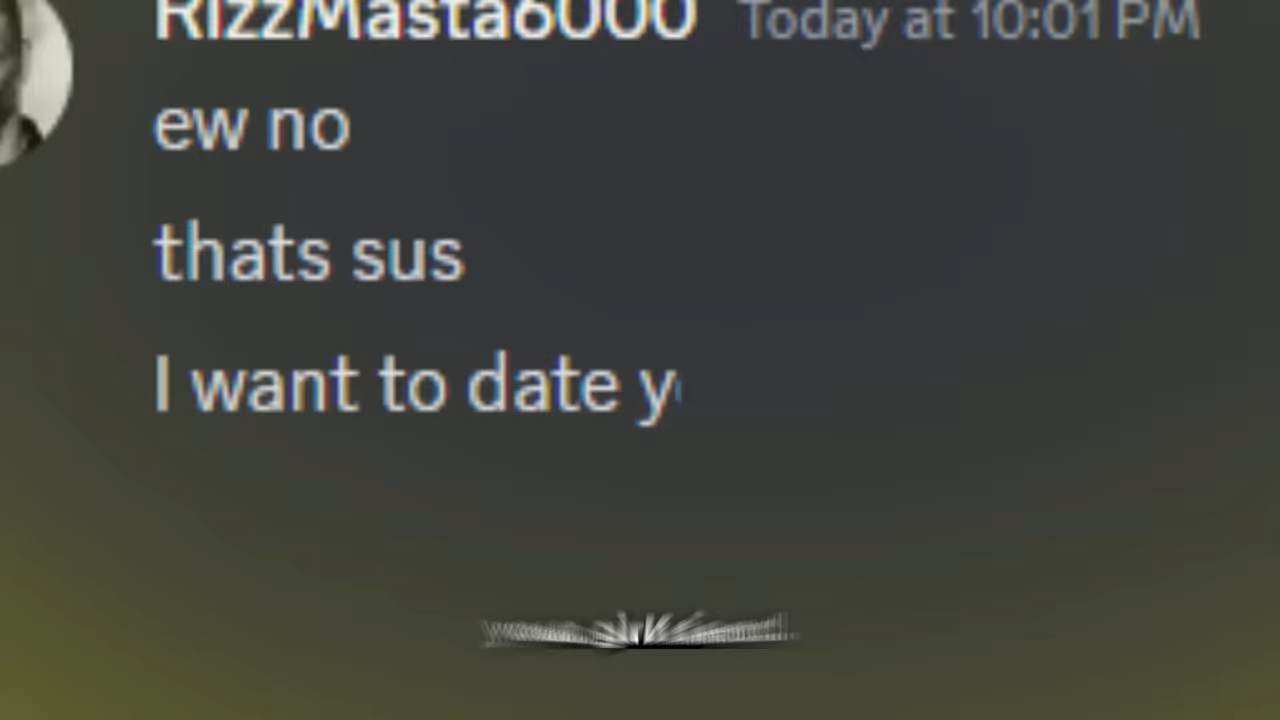 RizzMasta6000 Today at 10:01 PM
ew no
thats sus
I want to date